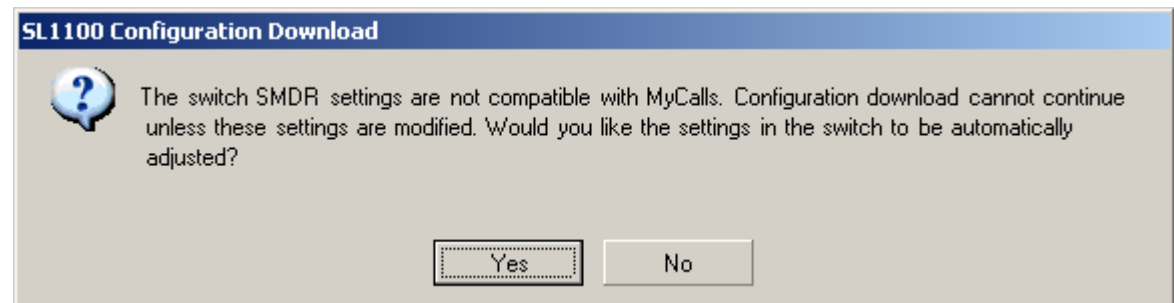 SL1100 Configuration Download
The switch SMDR settings are not compatible with MyCalls. Configuration download cannot continue
unless these settings are modified. Would you like the settings in the switch to be automatically
adjusted?
Yes No